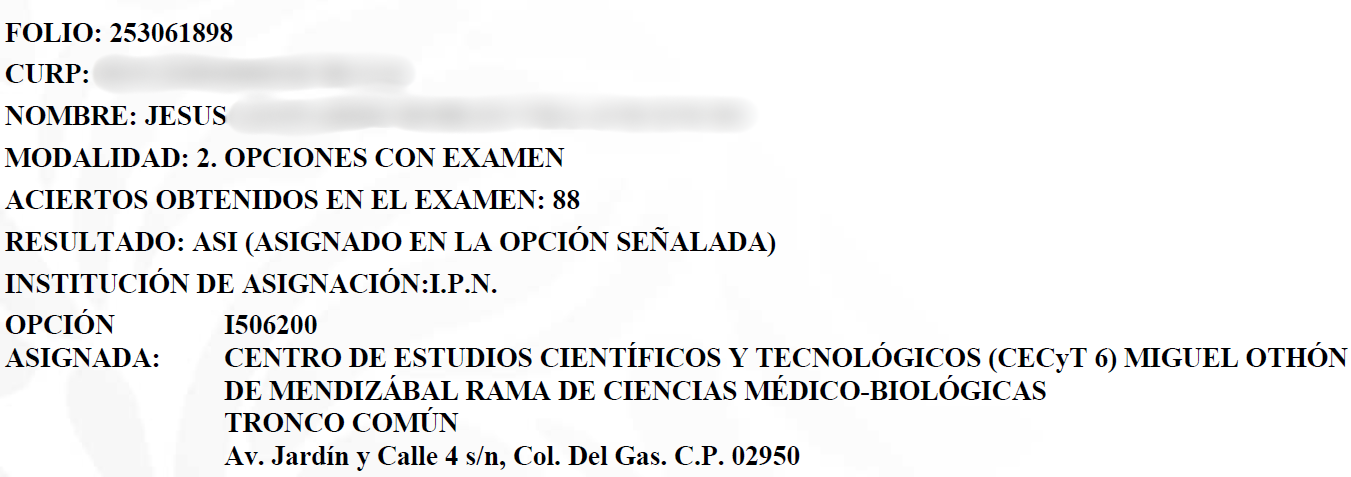 FOLIO: 253061898
CURP:
NOMBRE: JESUS
MODALIDAD: 2. OPCIONES CON EXAMEN
ACIERTOS OBTENIDOS EN EL EXAMEN: 88
RESULTADO: ASI (ASIGNADO EN LA OPCIÓN SEÑALADA)
INSTITUCIÓN DE ASIGNACIÓN:I.P.N.
OPCIÓN I506200
ASIGNADA: CENTRO DE ESTUDIOS CIENTÍFICOS Y TECNOLÓGICOS (CECyT 6) MIGUEL OTHÓN
DE MENDIZÁBAL RAMA DE CIENCIAS MÉDICO-BIOLÓGICAS
TRONCO COMÚN
Av. Jardín y Calle 4 s/n, Col. Del Gas. C.P. 02950